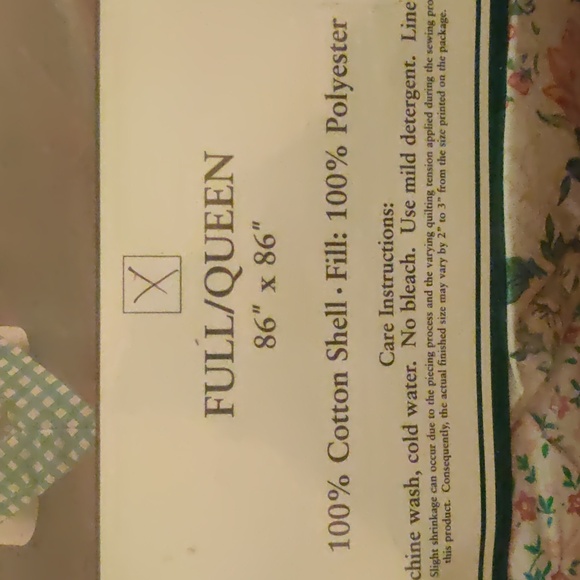 FULL/QUEEN
86" x 86"
100% Cotton Shell · Fill: 100% Polyester
Care Instructions:
chine wash, cold water. No bleach. Use mild detergent. Line
Slight shrinkage can occur due to the piecing process and the varying quilting tension applied during the sewing pro
this product. Consequently, the actual finished size may vary by 2" to 3" from the size printed on the package.